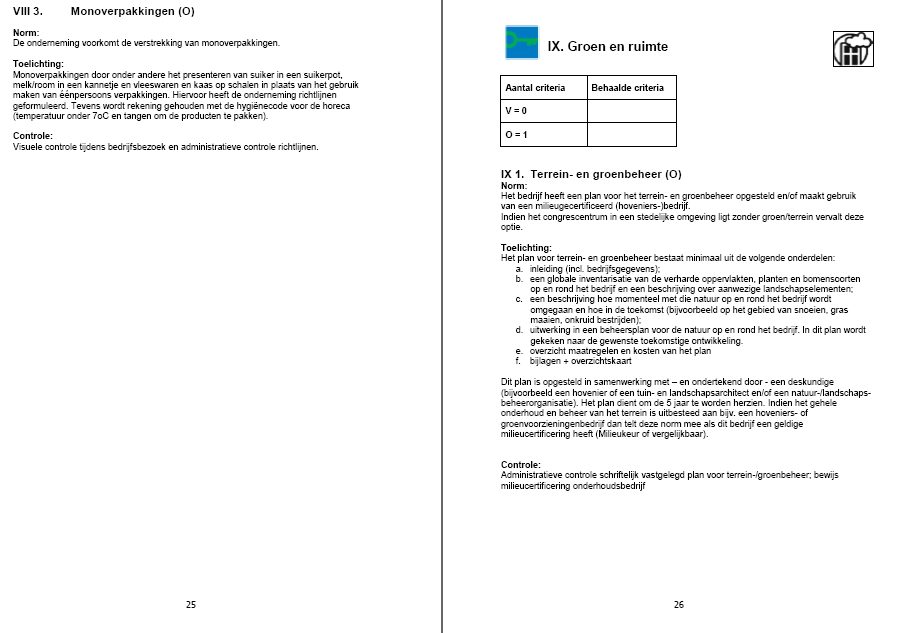 VIII 3. Monoverpakkingen (O)
Norm:
De onderneming voorkomt de verstrekking van monoverpakkingen.
Toelichting:
Monoverpakkingen door onder andere het presenteren van suiker in een suikerpot,
melk/room in een kannetje en vleeswaren en kaas op schalen in plaats van het gebruik
maken van éénpersoons verpakkingen. Hiervoor heeft de onderneming richtlijnen
geformuleerd. Tevens wordt rekening gehouden met de hygiënecode voor de horeca
(temperatuur onder 7oC en tangen om de producten te pakken).
Controle:
Visuele controle tijdens bedrijfsbezoek en administratieve controle richtlijnen.
25
IX. Groen en ruimte
Aantal criteria Behaalde criteria
V = 0
O = 1
IX 1. Terrein- en groenbeheer (O)
Norm:
Het bedrijf heeft een plan voor het terrein- en groenbeheer opgesteld en/of maakt gebruik
van een milieugecertificeerd (hoveniers-)bedrijf.
Indien het congrescentrum in een stedelijke omgeving ligt zonder groen/terrein vervalt deze
optie.
Toelichting:
Het plan voor terrein- en groenbeheer bestaat minimaal uit de volgende onderdelen:
a. inleiding (incl. bedrijfsgegevens);
b. een globale inventarisatie van de verharde oppervlakten, planten en bomensoorten
op en rond het bedrijf en een beschrijving over aanwezige landschapselementen;
c. een beschrijving hoe momenteel met die natuur op en rond het bedrijf wordt
omgegaan en hoe in de toekomst (bijvoorbeeld op het gebied van snoeien, gras
maaien, onkruid bestrijden);
d. uitwerking in een beheersplan voor de natuur op en rond het bedrijf. In dit plan wordt
gekeken naar de gewenste toekomstige ontwikkeling.
e. overzicht maatregelen en kosten van het plan
f. bijlagen + overzichtskaart
Dit plan is opgesteld in samenwerking met – en ondertekend door - een deskundige
(bijvoorbeeld een hovenier of een tuin- en landschapsarchitect en/of een natuur-/landschaps-
beheerorganisatie). Het plan dient om de 5 jaar te worden herzien. Indien het gehele
onderhoud en beheer van het terrein is uitbesteed aan bijv. een hoveniers- of
groenvoorzieningenbedrijf dan telt deze norm mee als dit bedrijf een geldige
milieucertificering heeft (Milieukeur of vergelijkbaar).
Controle:
Administratieve controle schriftelijk vastgelegd plan voor terrein-/groenbeheer; bewijs
milieucertificering onderhoudsbedrijf
26